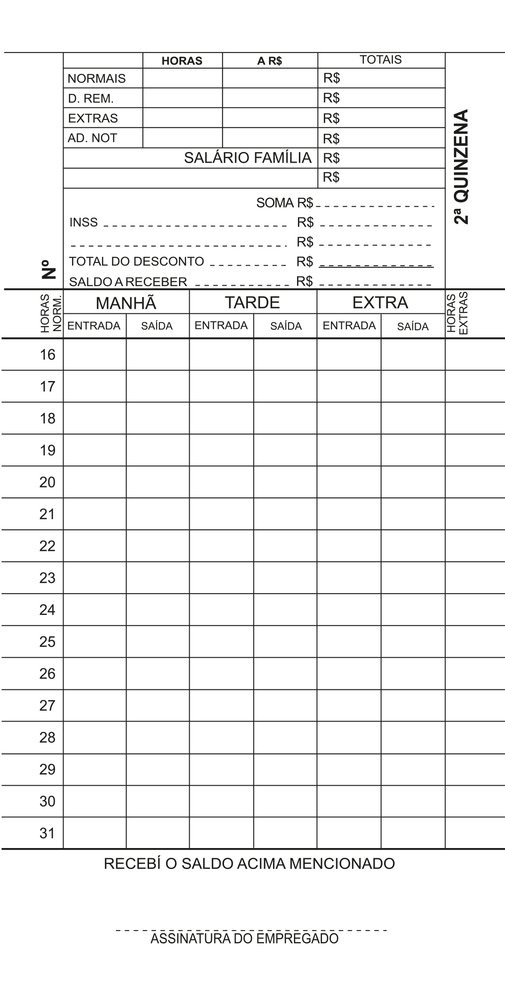 HORAS A R$ TOTAIS
NORMAIS R$
D. REM. R$
EXTRAS R$
AD. NOT R$
SALÁRIO FAMÍLIA R$
R$
2ª QUINZENA
SOMA R$
INSS R$
R$
TOTAL DO DESCONTO R$
SALDO A RECEBER R$
Nº
HORAS NORM.
MANHÃ TARDE EXTRA
HORAS EXTRAS
ENTRADA SAÍDA ENTRADA SAÍDA ENTRADA SAÍDA
16
17
18
19
20
21
22
23
24
25
26
27
28
29
30
31
RECEBÍ O SALDO ACIMA MENCIONADO
ASSINATURA DO EMPREGADO